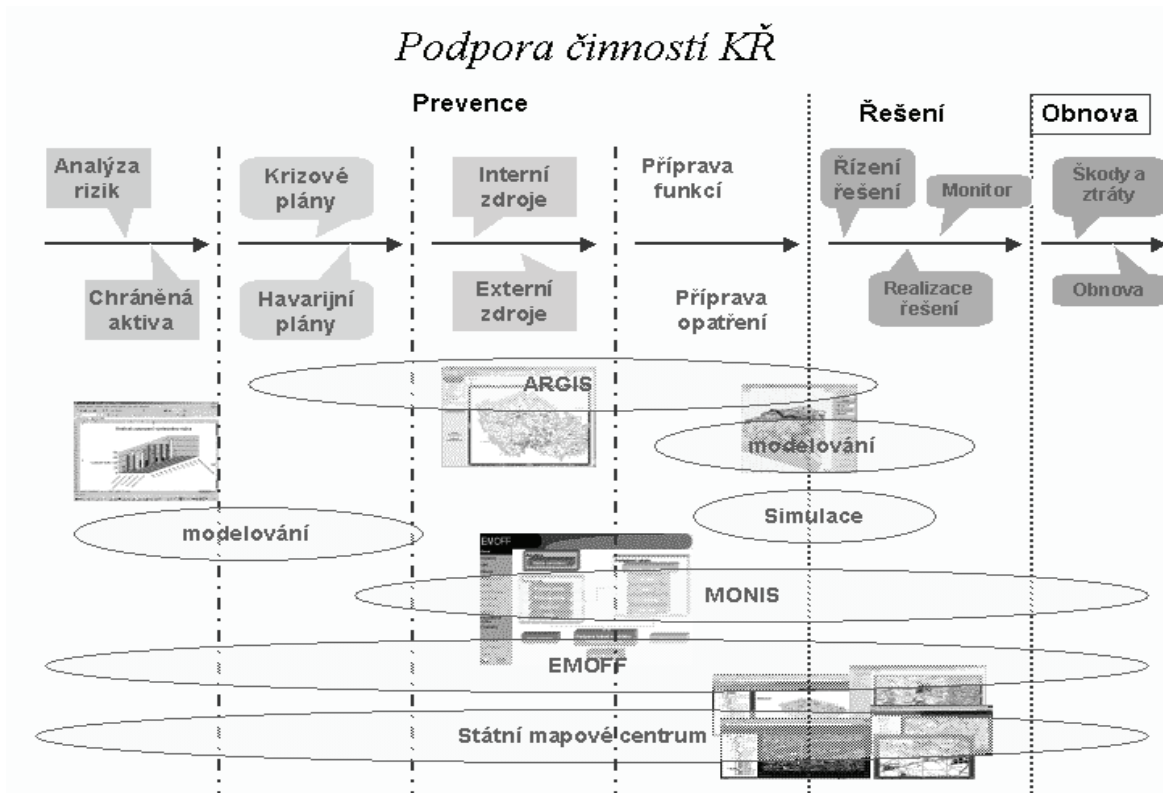 Podpora činností KŘ
Prevence
Řešení
Obnova
Analýza
rizik
Krizové
plány
Interní
zdroje
Příprava
funkcí
Řízení
řešení
Monitor
Škody a
ztráty
Chráněná
aktiva
Havarijní
plány
Externí
zdroje
Příprava
opatření
Realizace
řešení
Obnova
ARGIS
modelování
Simulace
modelování
EMOFF
MONIS
EMOFF
Státní mapové centrum